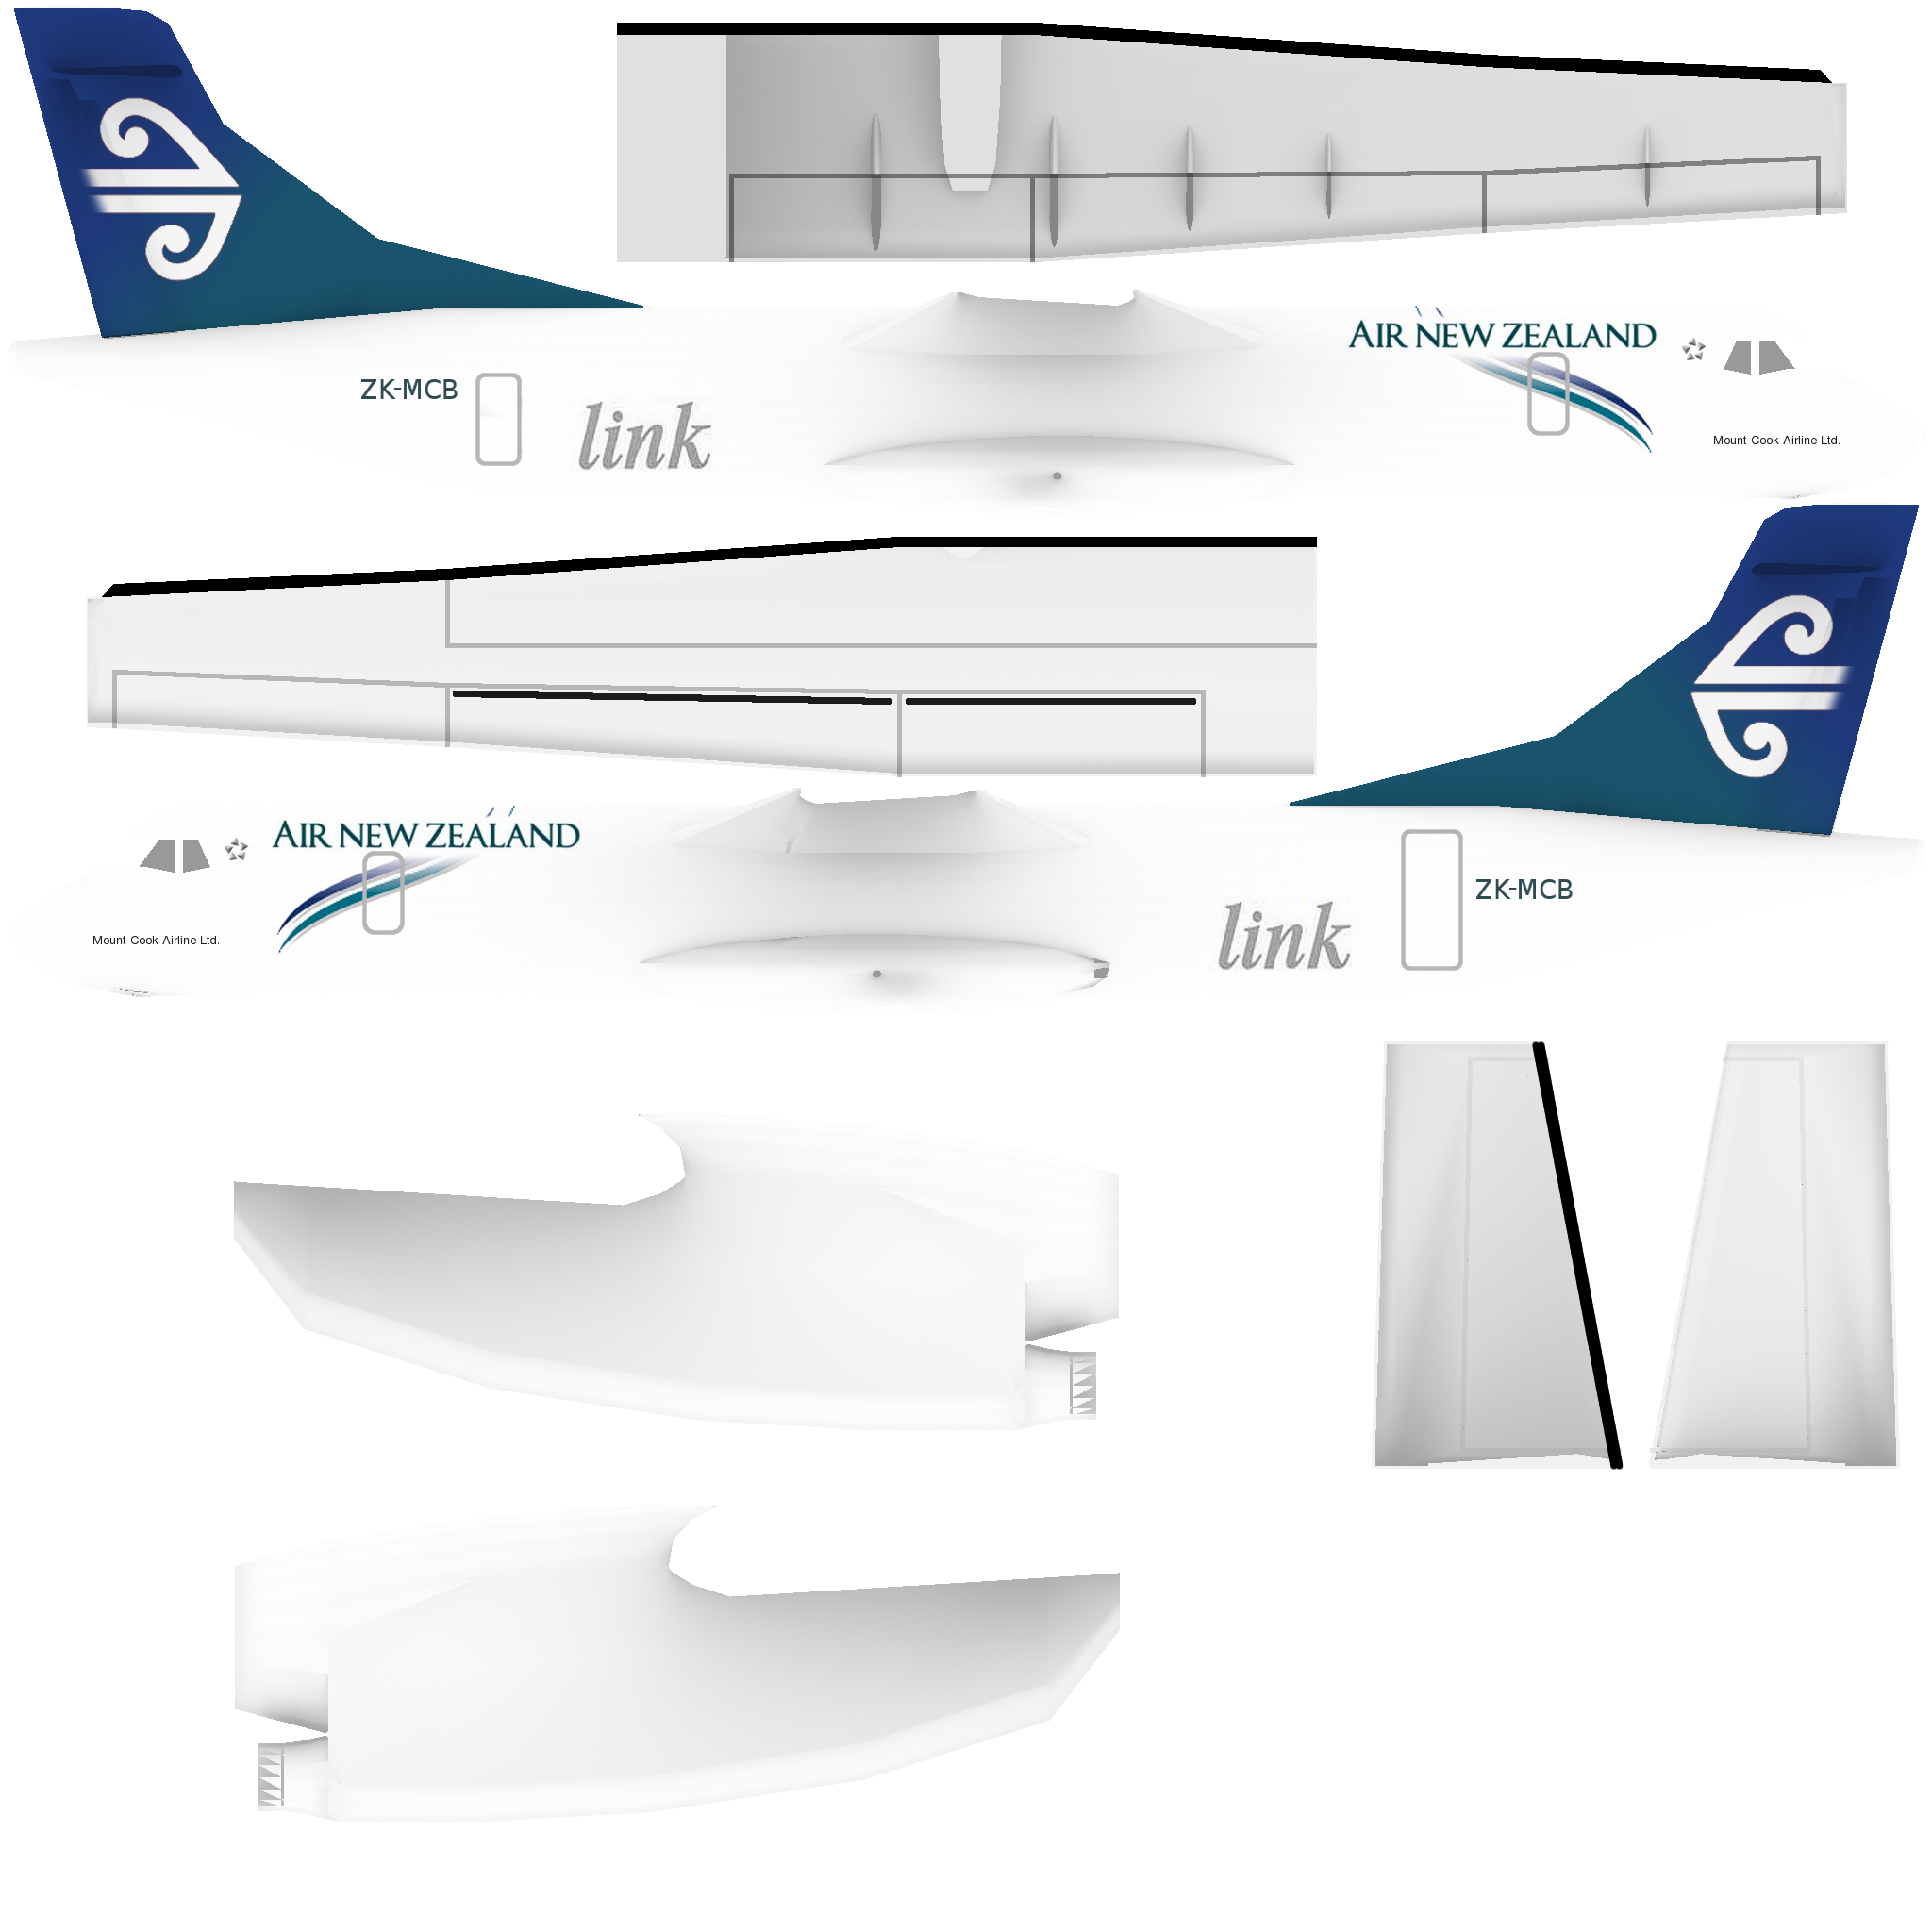 AIR NEW ZEALAND
ZK-MCB
link
Mount Cook Airline Ltd.
AIR NEW ZEALAND
ZK-MCB
link
Mount Cook Airline Ltd.